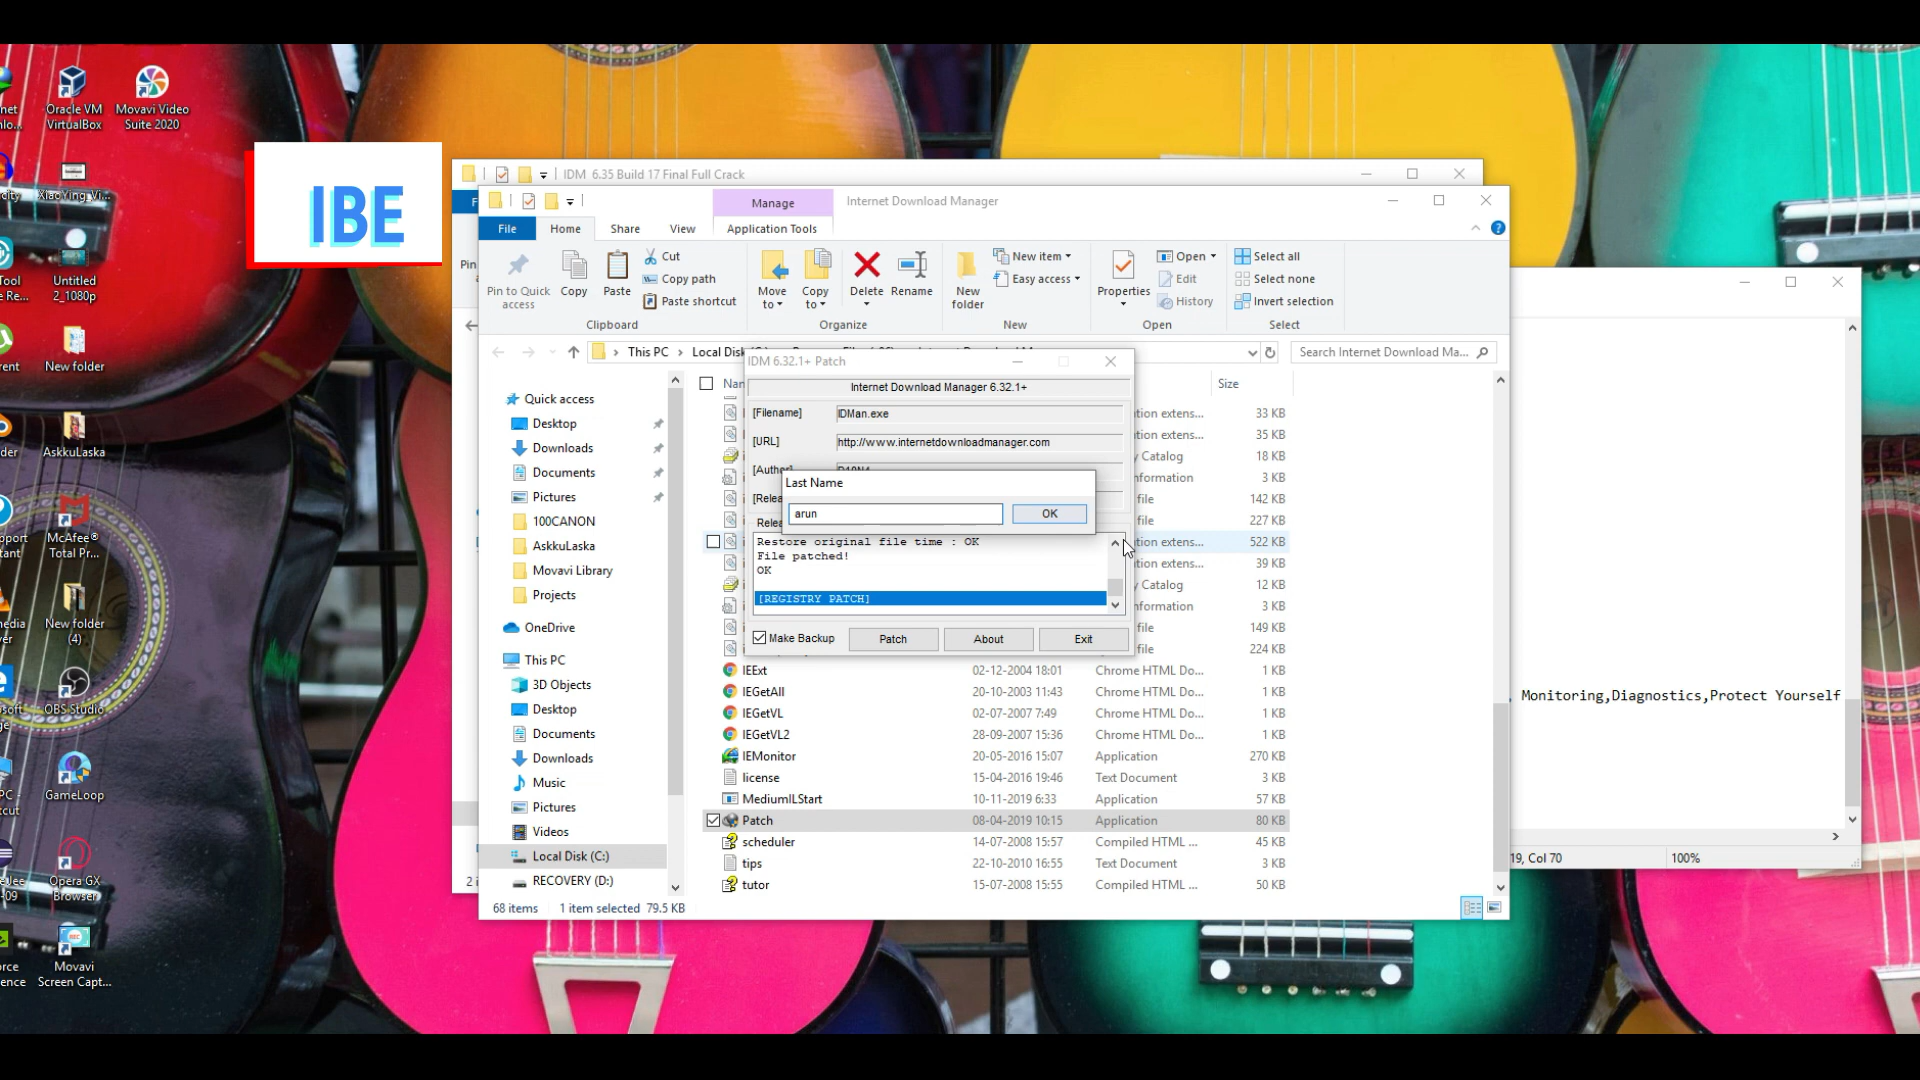 Oracle VM
VirtualBox
Movavi Video
Suite 2020
XiaoYing_Vi...
Untitled
2_1080p
New folder
AskkuLaska
McAfee®
Total Pr...
New folder
(4)
OBS Studio
GameLoop
Opera GX
Browser
Movavi
Screen Capt...
IBE
IDM 6.35 Build 17 Final Full Crack
Manage
Internet Download Manager
File
Home
Share
View
Application Tools
Pin to Quick
access
Copy
Paste
Cut
Copy path
Paste shortcut
Clipboard
Move
to
Copy
to
Delete
Rename
Organize
New
folder
New item
Easy access
New
Properties
Open
Edit
History
Open
Select all
Select none
Invert selection
Select
This PC
Search Internet Download Ma...
Quick access
Desktop
Downloads
Documents
Pictures
100CANON
AskkuLaska
Movavi Library
Projects
OneDrive
This PC
3D Objects
Desktop
Documents
Downloads
Music
Pictures
Videos
Local Disk (C:)
RECOVERY (D:)
Size
33 KB
35 KB
18 KB
3 KB
142 KB
227 KB
522 KB
39 KB
12 KB
3 KB
149 KB
224 KB
IDM 6.32.1+ Patch
Internet Download Manager 6.32.1+
[Filename] IDMan.exe
[URL] http://www.internetdownloadmanager.com
Last Name
arun
OK
Restore original file time : OK
File patched!
OK
[REGISTRY PATCH]
Make Backup
Patch
About
Exit
IEExt 02-12-2004 18:01 Chrome HTML Do... 1 KB
IEGetAll 20-10-2003 11:43 Chrome HTML Do... 1 KB
IEGetVL 02-07-2007 7:49 Chrome HTML Do... 1 KB
IEGetVL2 28-09-2007 15:36 Chrome HTML Do... 1 KB
IEMonitor 20-05-2016 15:07 Application 270 KB
license 15-04-2016 19:46 Text Document 3 KB
MediumILStart 10-11-2019 6:33 Application 57 KB
Patch 08-04-2019 10:15 Application 80 KB
scheduler 14-07-2008 15:57 Compiled HTML ... 45 KB
tips 22-10-2010 16:55 Text Document 3 KB
tutor 15-07-2008 15:55 Compiled HTML ... 50 KB
68 items 1 item selected 79.5 KB
Monitoring,Diagnostics,Protect Yourself
19, Col 70
100%